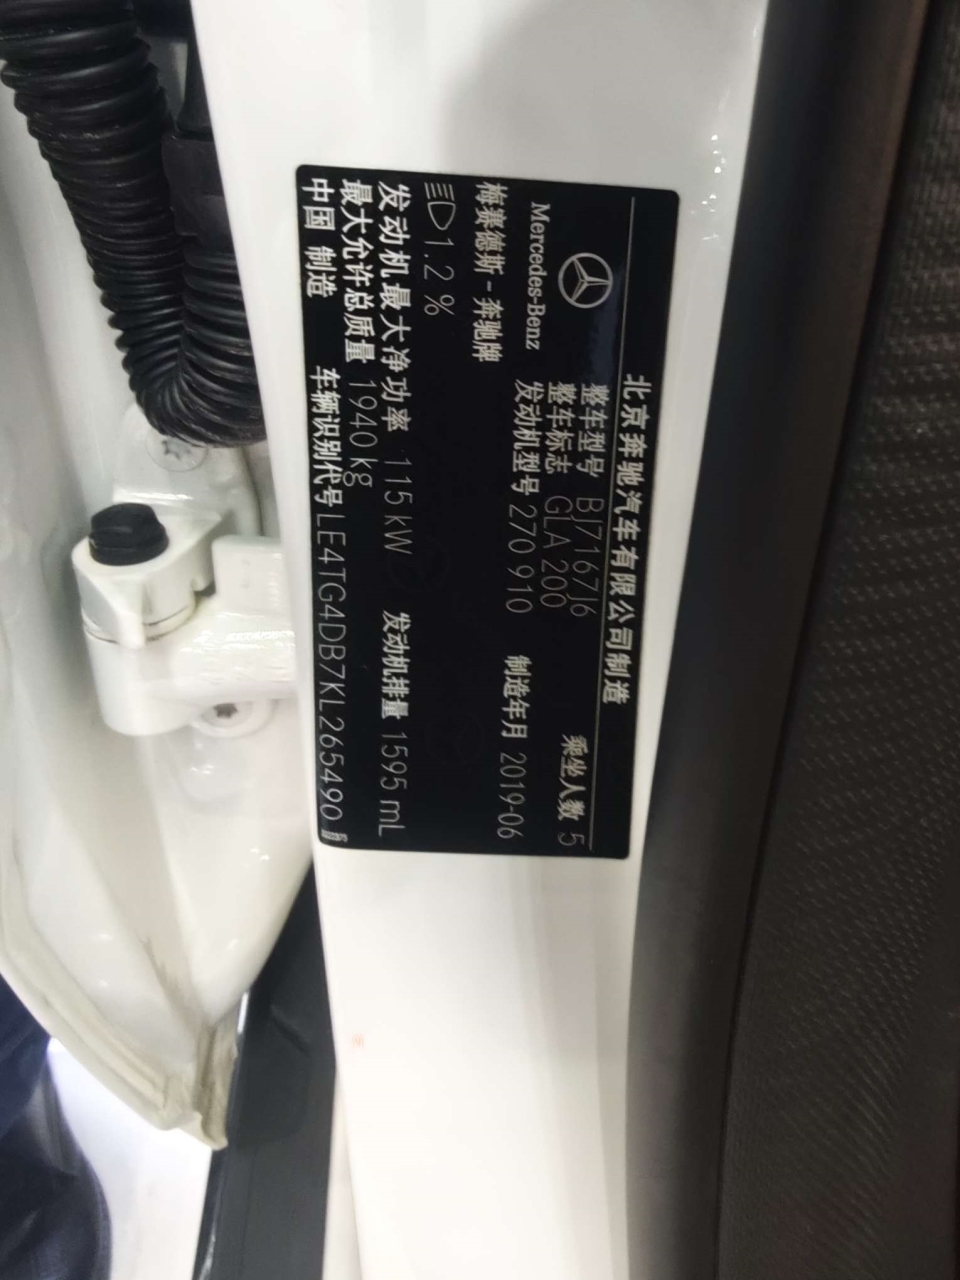 北京奔驰汽车有限公司制造
Mercedes-Benz
整车型号 BJ7167J6
乘坐人数 5
整车标志 GLA 200
梅赛德斯-奔驰牌
发动机型号 270 910
制造年月 2019-06
1.2 %
发动机最大净功率 115 kW
发动机排量 1595 mL
最大允许总质量 1940 kg
中国 制造
车辆识别代号 LE4TG4DB7KL265490